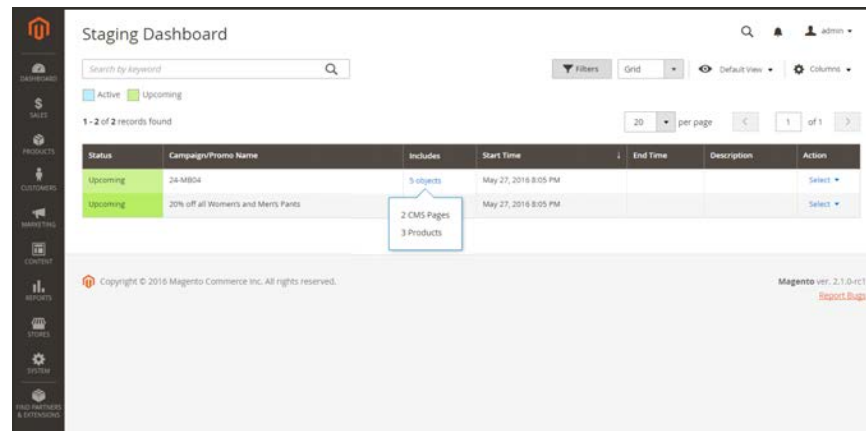 Staging Dashboard
admin
Search by keyword
Filters
Grid
Default View
Columns
Active
Upcoming
1 - 2 of 2 records found
20
per page
1
of 1
Status
Campaign/Promo Name
Includes
Start Time
↓
End Time
Description
Action
Upcoming
24-MB04
5 objects
May 27, 2016 8:05 PM
Select
Upcoming
20% off all Women's and Men's Pants
May 27, 2016 8:05 PM
Select
2 CMS Pages
3 Products
DASHBOARD
SALES
PRODUCTS
CUSTOMERS
MARKETING
CONTENT
REPORTS
STORES
SYSTEM
FIND PARTNERS
& EXTENSIONS
Copyright © 2016 Magento Commerce Inc. All rights reserved.
Magento ver. 2.1.0-rc1
Report Bugs